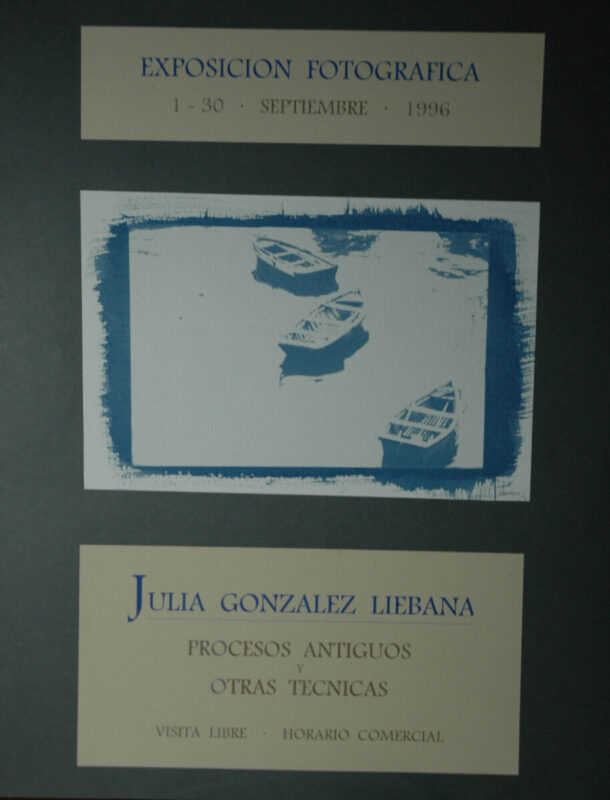 EXPOSICION FOTOGRAFICA
1 - 30 · SEPTIEMBRE · 1996
JULIA GONZALEZ LIEBANA
PROCESOS ANTIGUOS
Y
OTRAS TECNICAS
VISITA LIBRE · HORARIO COMERCIAL